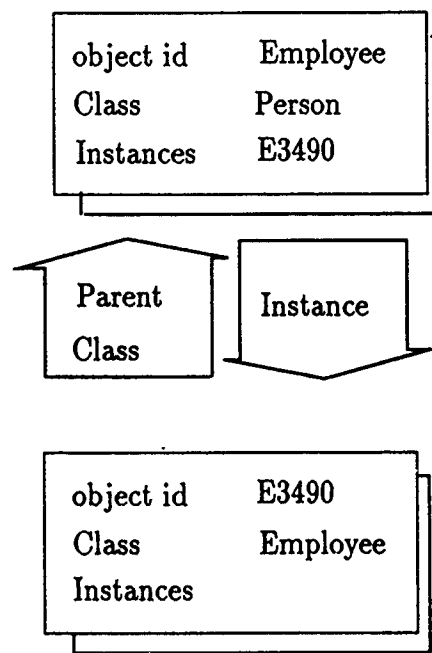 object id Employee
Class Person
Instances E3490
Parent
Class
Instance
object id E3490
Class Employee
Instances